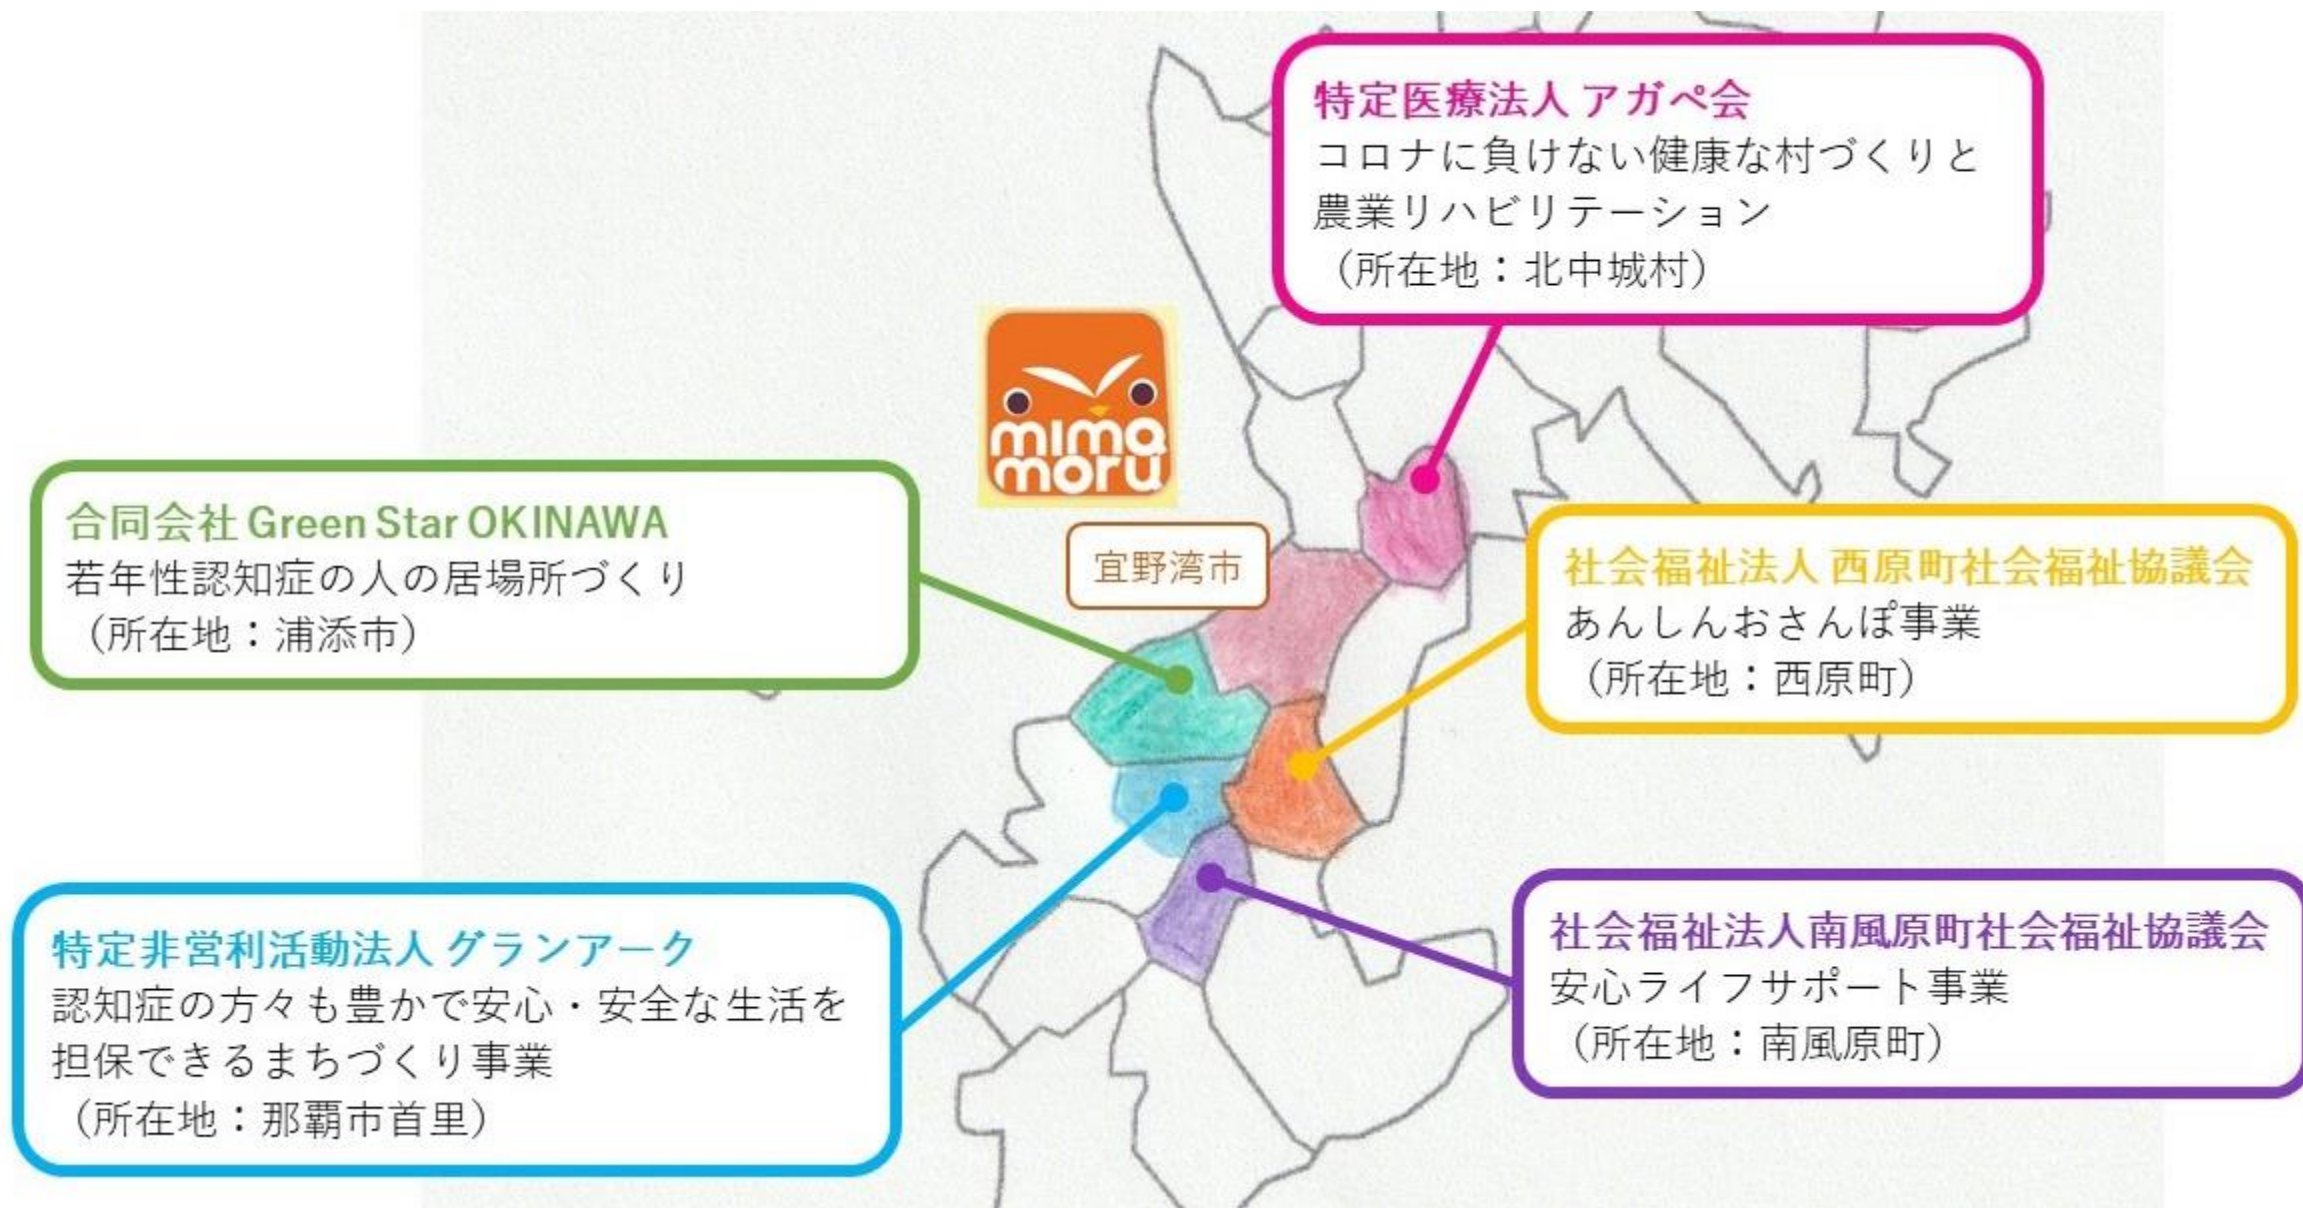 特定医療法人 アガペ会
コロナに負けない健康な村づくりと
農業リハビリテーション
（所在地：北中城村）
mima
moru
合同会社 Green Star OKINAWA
若年性認知症の人の居場所づくり
（所在地：浦添市）
宜野湾市
社会福祉法人 西原町社会福祉協議会
あんしんおさんぽ事業
（所在地：西原町）
特定非営利活動法人 グランアーク
認知症の方々も豊かで安心・安全な生活を
担保できるまちづくり事業
（所在地：那覇市首里）
社会福祉法人南風原町社会福祉協議会
安心ライフサポート事業
（所在地：南風原町）